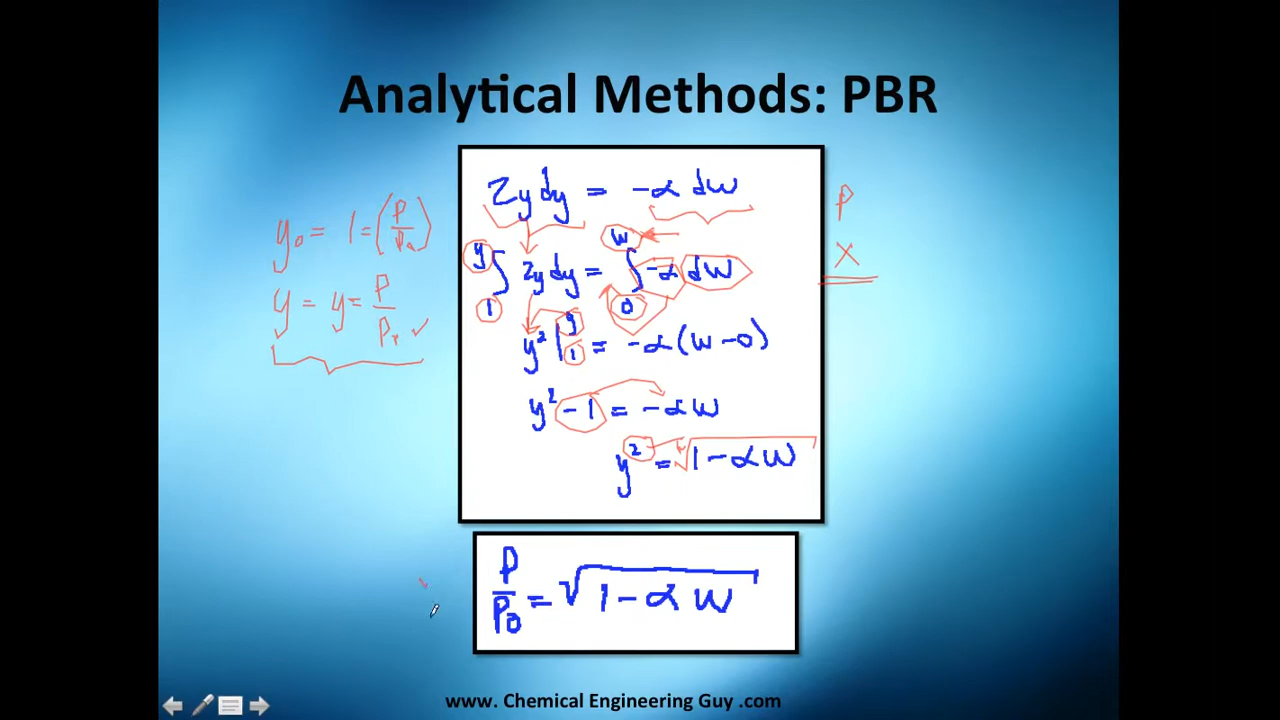 Analytical Methods: PBR
2y dy = -α dW
P
y₀ = 1 = (P/P₀)
X
∫₁^y 2y dy = ∫₀^W -α dW
y = y = P/P₀ ✓
y² |₁^y = -α(W-0)
y² - 1 = -αW
y² = √1-αW
P/P₀ = √1-αW
www. Chemical Engineering Guy .com